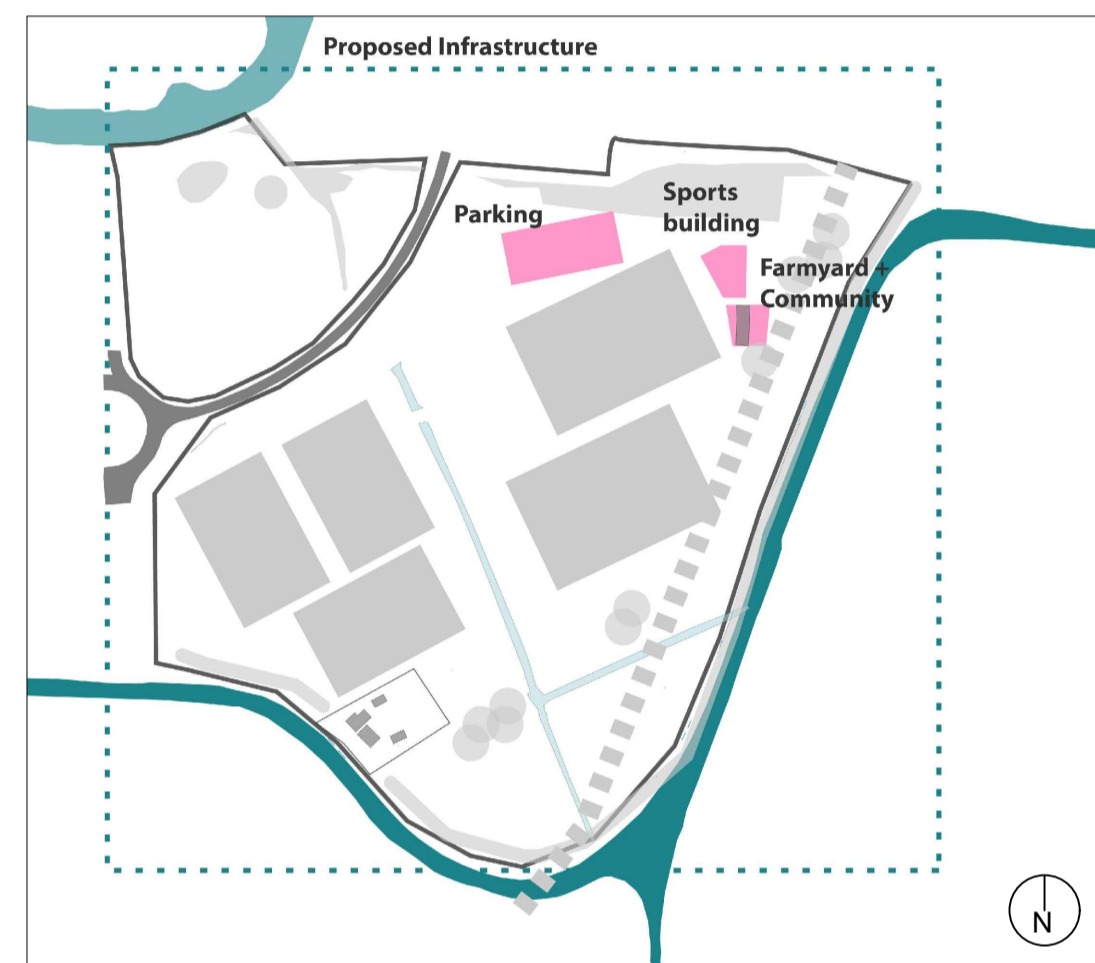 Proposed Infrastructure
Sports
building
Parking
Farmyard +
Community
N